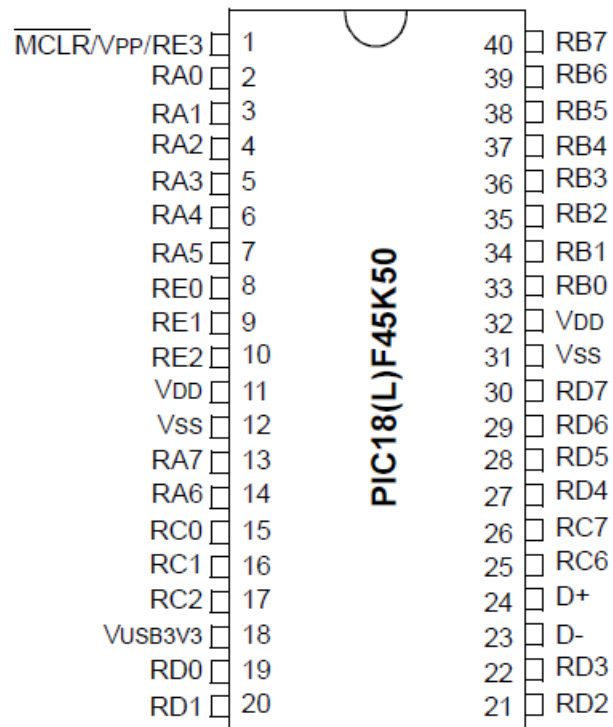 MCLR/VPP/RE3 1 40 RB7
RA0 2 39 RB6
RA1 3 38 RB5
RA2 4 37 RB4
RA3 5 36 RB3
RA4 6 35 RB2
RA5 7 34 RB1
RE0 8 33 RB0
RE1 9 32 VDD
RE2 10 31 VSS
VDD 11 30 RD7
VSS 12 29 RD6
RA7 13 28 RD5
RA6 14 27 RD4
RC0 15 26 RC7
RC1 16 25 RC6
RC2 17 24 D+
VUSB3V3 18 23 D-
RD0 19 22 RD3
RD1 20 21 RD2
PIC18(L)F45K50